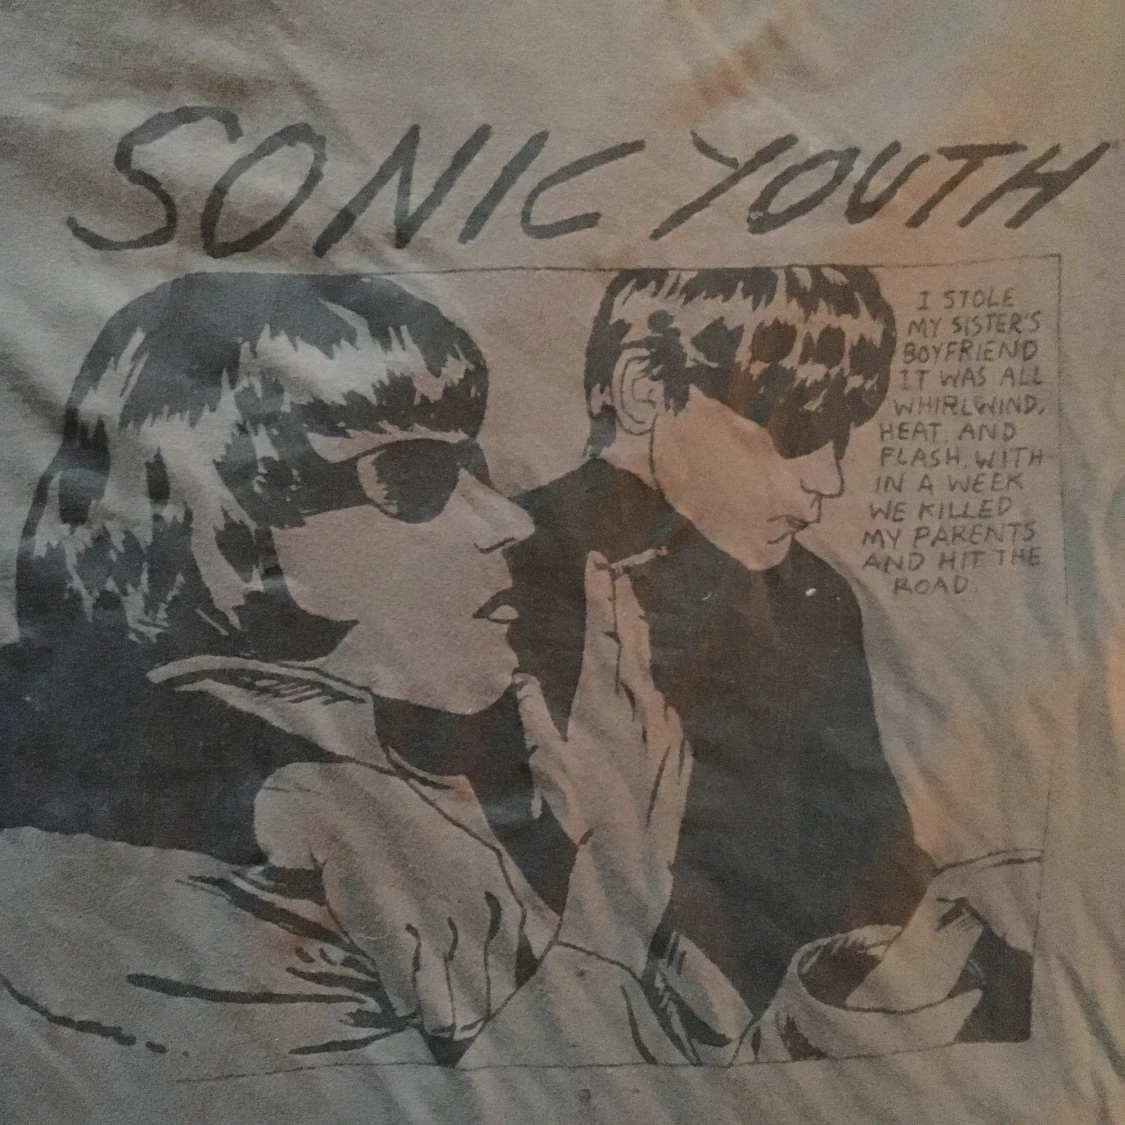 SONIC YOUTH
I STOLE
MY SISTER'S
BOYFRIEND
IT WAS ALL
WHIRLWIND,
HEAT, AND
FLASH. WITH
IN A WEEK
WE KILLED
MY PARENTS
AND HIT THE
ROAD.